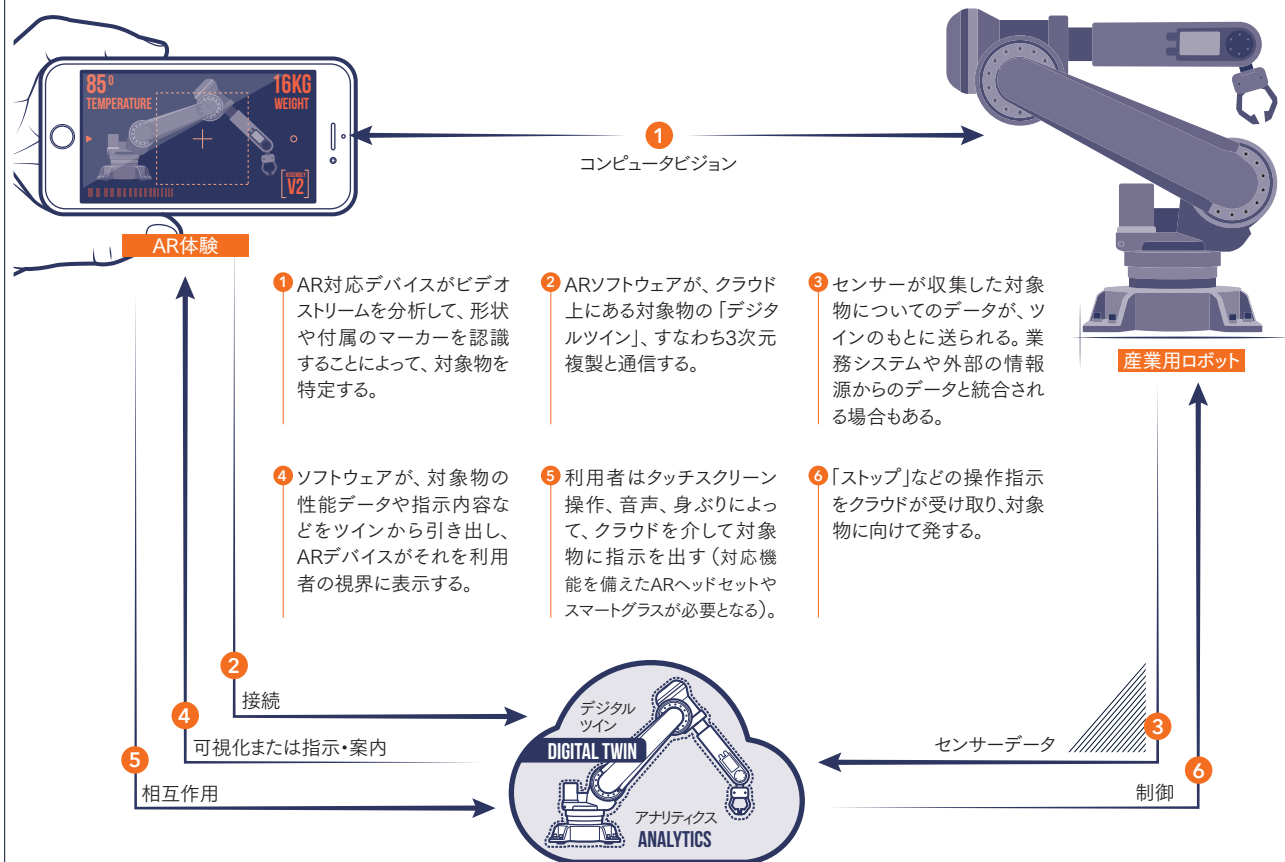 85°
TEMPERATURE
16KG
WEIGHT
ASSEMBLY
V2
1
コンピュータビジョン
AR体験
産業用ロボット
1 AR対応デバイスがビデオ
ストリームを分析して、形状
や付属のマーカーを認識
することによって、対象物を
特定する。
2 ARソフトウェアが、クラウド
上にある対象物の「デジタ
ルツイン」、すなわち3次元
複製と通信する。
3 センサーが収集した対象
物についてのデータが、ツ
インのもとに送られる。業
務システムや外部の情報
源からのデータと統合され
る場合もある。
4 ソフトウェアが、対象物の
性能データや指示内容な
どをツインから引き出し、
ARデバイスがそれを利用
者の視界に表示する。
5 利用者はタッチスクリーン
操作、音声、身ぶりによっ
て、クラウドを介して対象
物に指示を出す（対応機
能を備えたARヘッドセットや
スマートグラスが必要となる）。
6 「ストップ」などの操作指示
をクラウドが受け取り、対象
物に向けて発する。
2
接続
4
可視化または指示・案内
5
相互作用
デジタル
ツイン
DIGITAL TWIN
アナリティクス
ANALYTICS
3
センサーデータ
6
制御